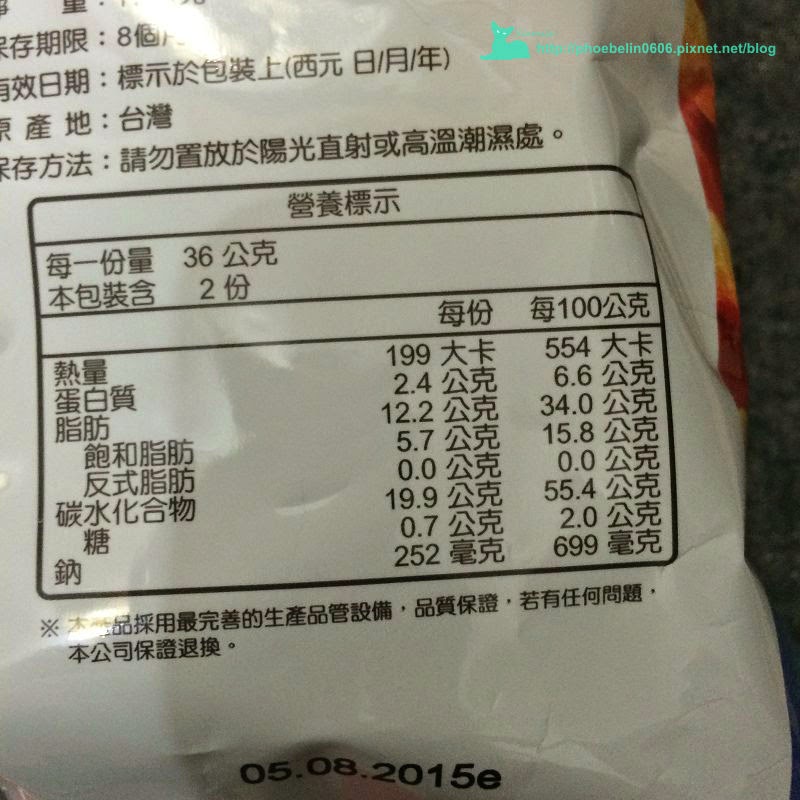 http://phoebelin0606.pixnet.net/blog
量：
保存期限：8個月
有效日期：標示於包裝上(西元 日/月/年)
原 產 地：台灣
保存方法：請勿置放於陽光直射或高溫潮濕處。
營養標示
每一份量 36 公克
本包裝含 2 份
每份 每100公克
熱量 199 大卡 554 大卡
蛋白質 2.4 公克 6.6 公克
脂肪 12.2 公克 34.0 公克
飽和脂肪 5.7 公克 15.8 公克
反式脂肪 0.0 公克 0.0 公克
碳水化合物 19.9 公克 55.4 公克
糖 0.7 公克 2.0 公克
鈉 252 毫克 699 毫克
※ 本產品採用最完善的生產品管設備，品質保證，若有任何問題，
本公司保證退換。
05.08.2015e